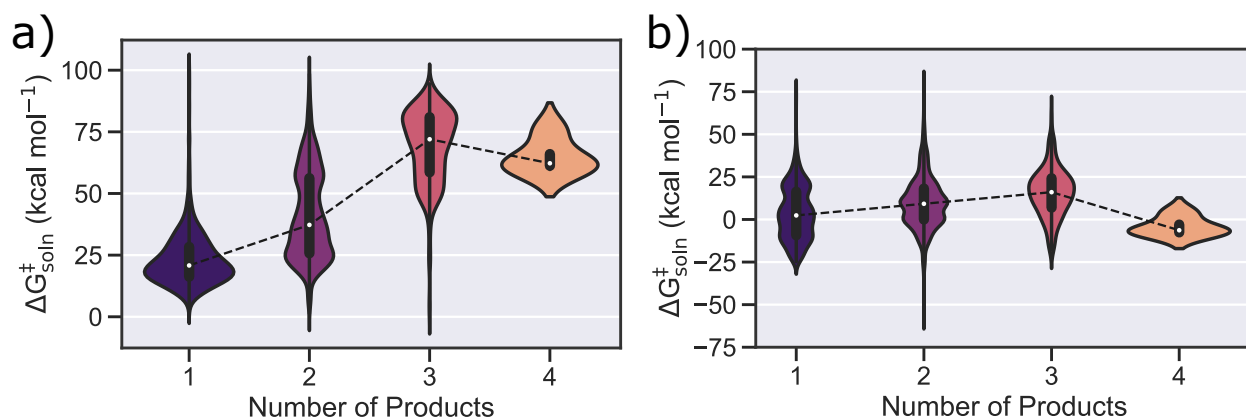 a)
ΔG‡soln (kcal mol−1)
100
75
50
25
0
1 2 3 4
Number of Products
b)
ΔG‡soln (kcal mol−1)
100
75
50
25
0
−25
−50
−75
1 2 3 4
Number of Products